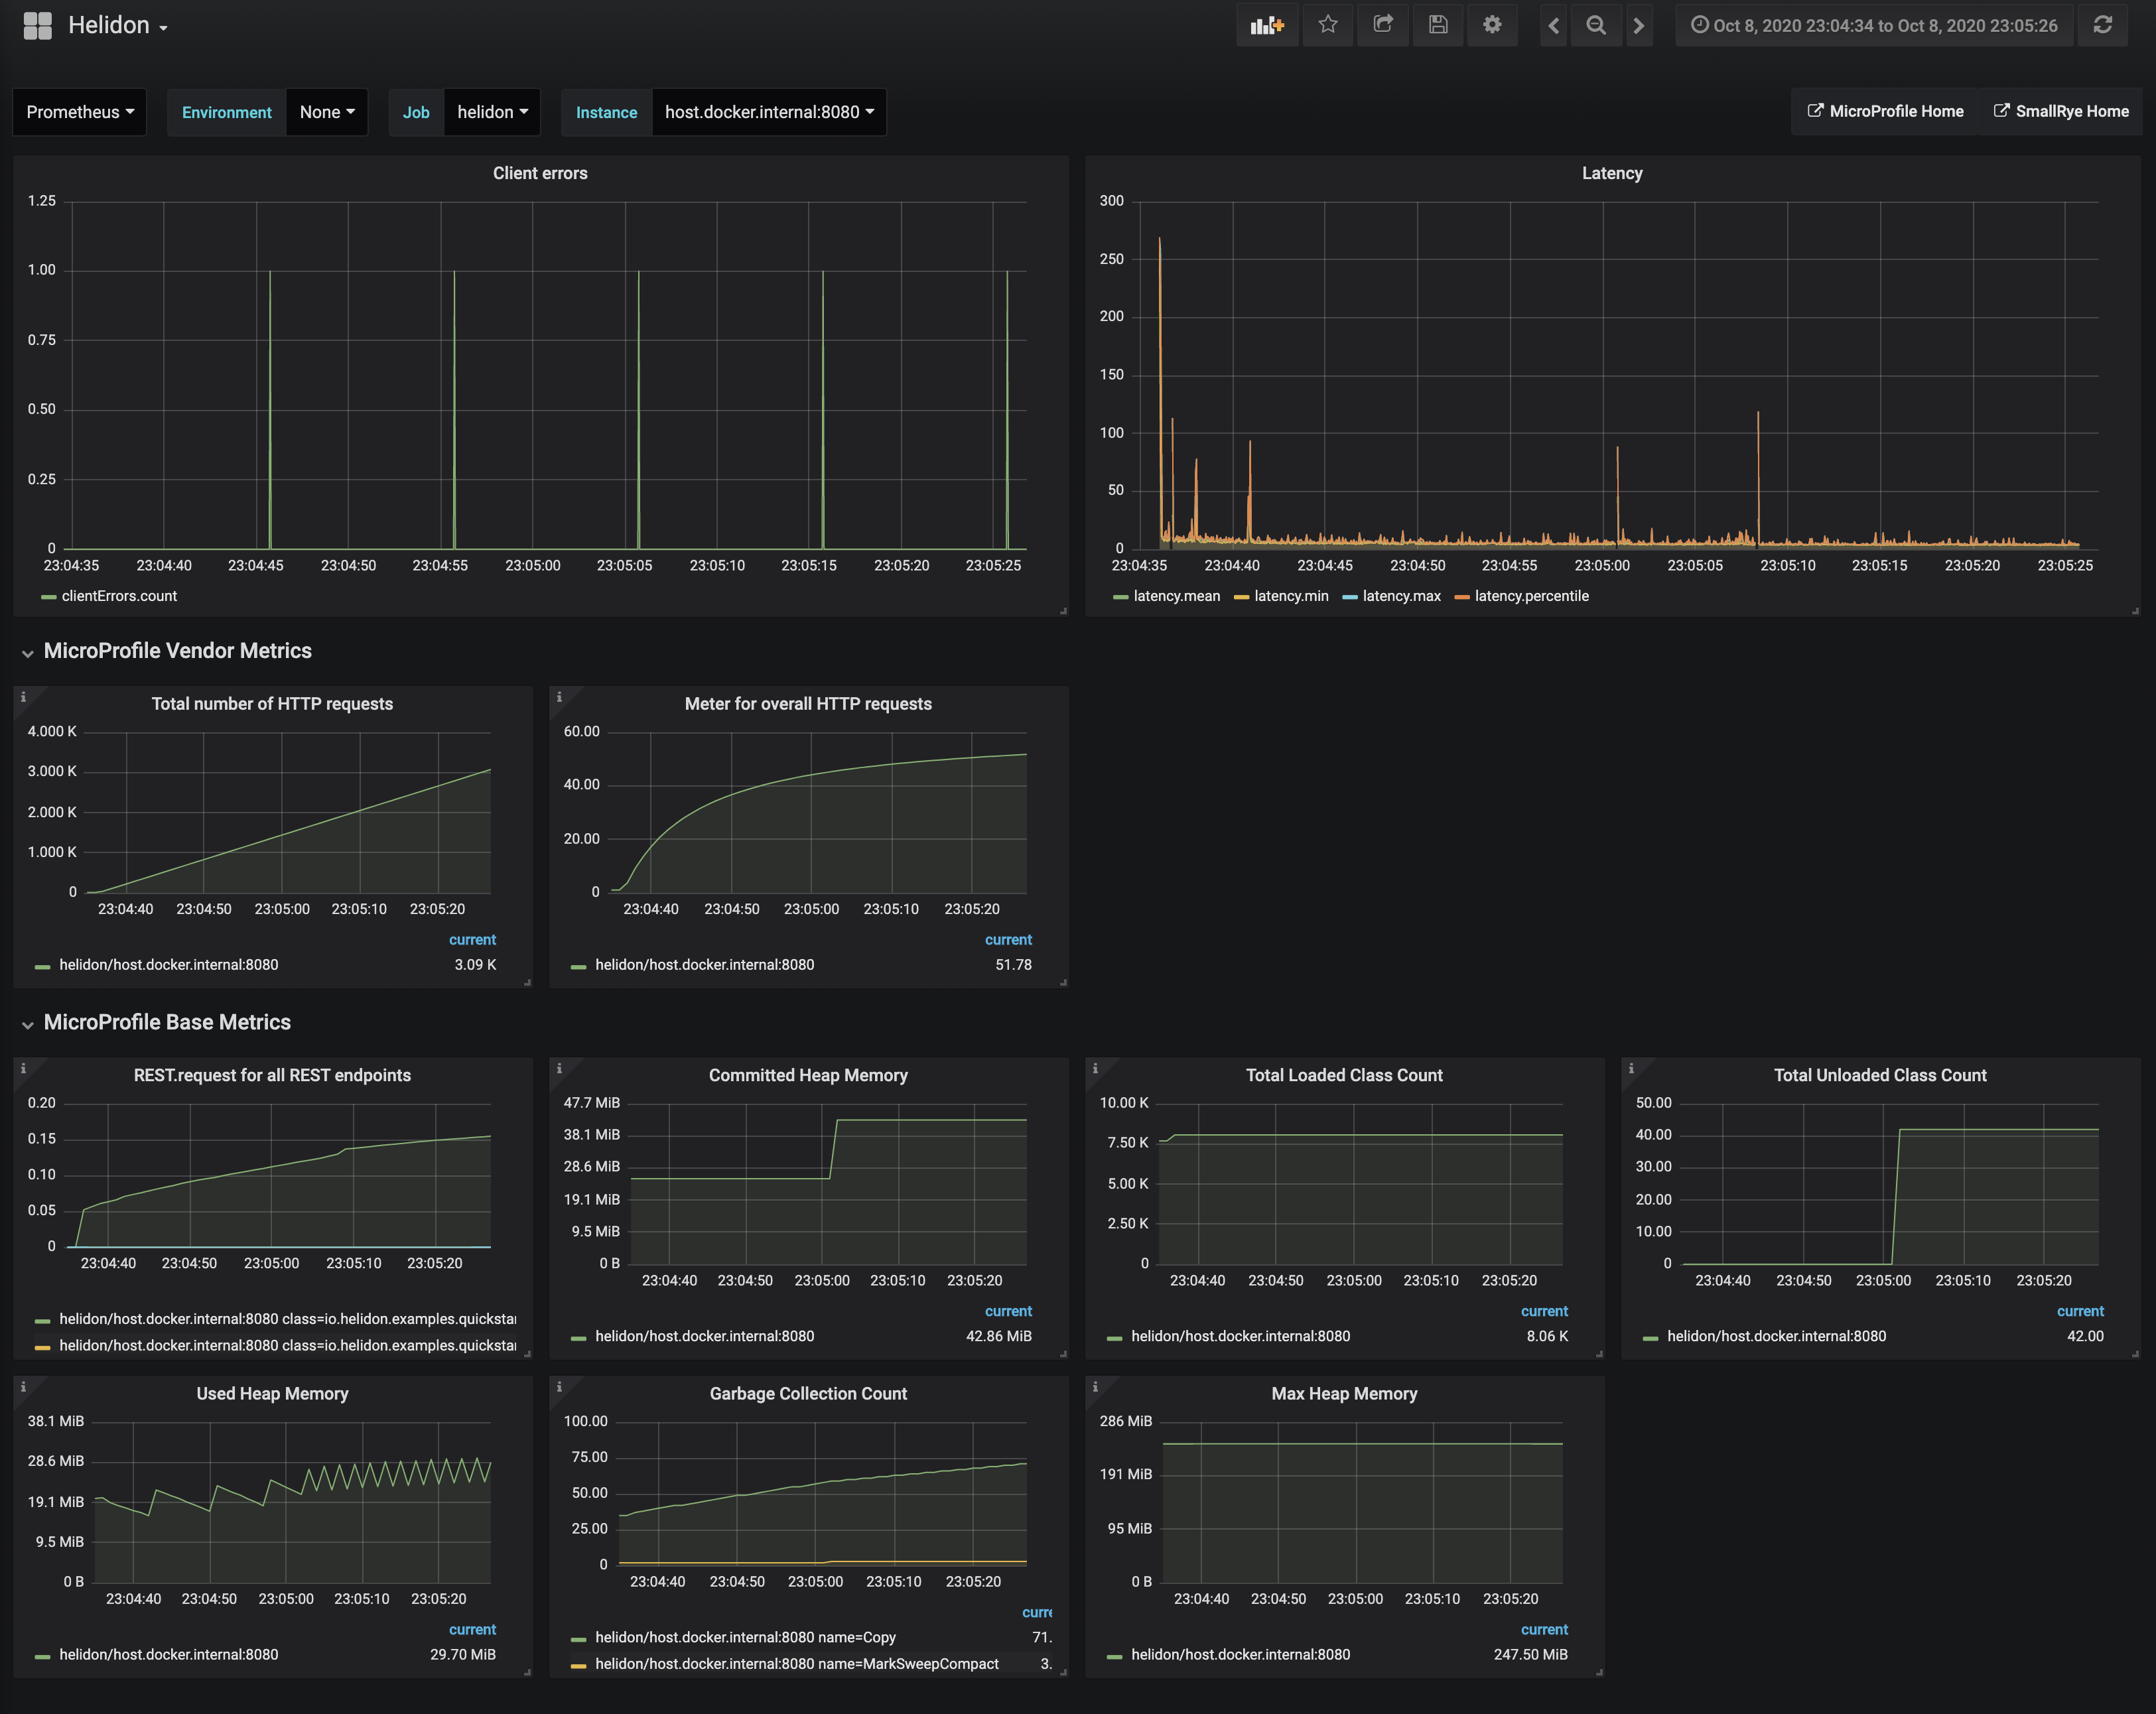 Helidon
Oct 8, 2020 23:04:34 to Oct 8, 2020 23:05:26
Prometheus Environment None Job helidon Instance host.docker.internal:8080 MicroProfile Home SmallRye Home
Client errors
1.25
1.00
0.75
0.50
0.25
0
23:04:35 23:04:40 23:04:45 23:04:50 23:04:55 23:05:00 23:05:05 23:05:10 23:05:15 23:05:20 23:05:25
clientErrors.count
Latency
300
250
200
150
100
50
0
23:04:35 23:04:40 23:04:45 23:04:50 23:04:55 23:05:00 23:05:05 23:05:10 23:05:15 23:05:20 23:05:25
latency.mean latency.min latency.max latency.percentile
MicroProfile Vendor Metrics
Total number of HTTP requests
4.000 K
3.000 K
2.000 K
1.000 K
0
23:04:40 23:04:50 23:05:00 23:05:10 23:05:20
current
helidon/host.docker.internal:8080 3.09 K
Meter for overall HTTP requests
60.00
40.00
20.00
0
23:04:40 23:04:50 23:05:00 23:05:10 23:05:20
current
helidon/host.docker.internal:8080 51.78
MicroProfile Base Metrics
REST.request for all REST endpoints
0.20
0.15
0.10
0.05
0
23:04:40 23:04:50 23:05:00 23:05:10 23:05:20
helidon/host.docker.internal:8080 class=io.helidon.examples.quicksta
helidon/host.docker.internal:8080 class=io.helidon.examples.quicksta
Committed Heap Memory
47.7 MiB
38.1 MiB
28.6 MiB
19.1 MiB
9.5 MiB
0 B
23:04:40 23:04:50 23:05:00 23:05:10 23:05:20
current
helidon/host.docker.internal:8080 42.86 MiB
Total Loaded Class Count
10.00 K
7.50 K
5.00 K
2.50 K
0
23:04:40 23:04:50 23:05:00 23:05:10 23:05:20
current
helidon/host.docker.internal:8080 8.06 K
Total Unloaded Class Count
50.00
40.00
30.00
20.00
10.00
0
23:04:40 23:04:50 23:05:00 23:05:10 23:05:20
current
helidon/host.docker.internal:8080 42.00
Used Heap Memory
38.1 MiB
28.6 MiB
19.1 MiB
9.5 MiB
0 B
23:04:40 23:04:50 23:05:00 23:05:10 23:05:20
current
helidon/host.docker.internal:8080 29.70 MiB
Garbage Collection Count
100.00
75.00
50.00
25.00
0
23:04:40 23:04:50 23:05:00 23:05:10 23:05:20
curre
helidon/host.docker.internal:8080 name=Copy 71.
helidon/host.docker.internal:8080 name=MarkSweepCompact 3.
Max Heap Memory
286 MiB
191 MiB
95 MiB
0 B
23:04:40 23:04:50 23:05:00 23:05:10 23:05:20
current
helidon/host.docker.internal:8080 247.50 MiB